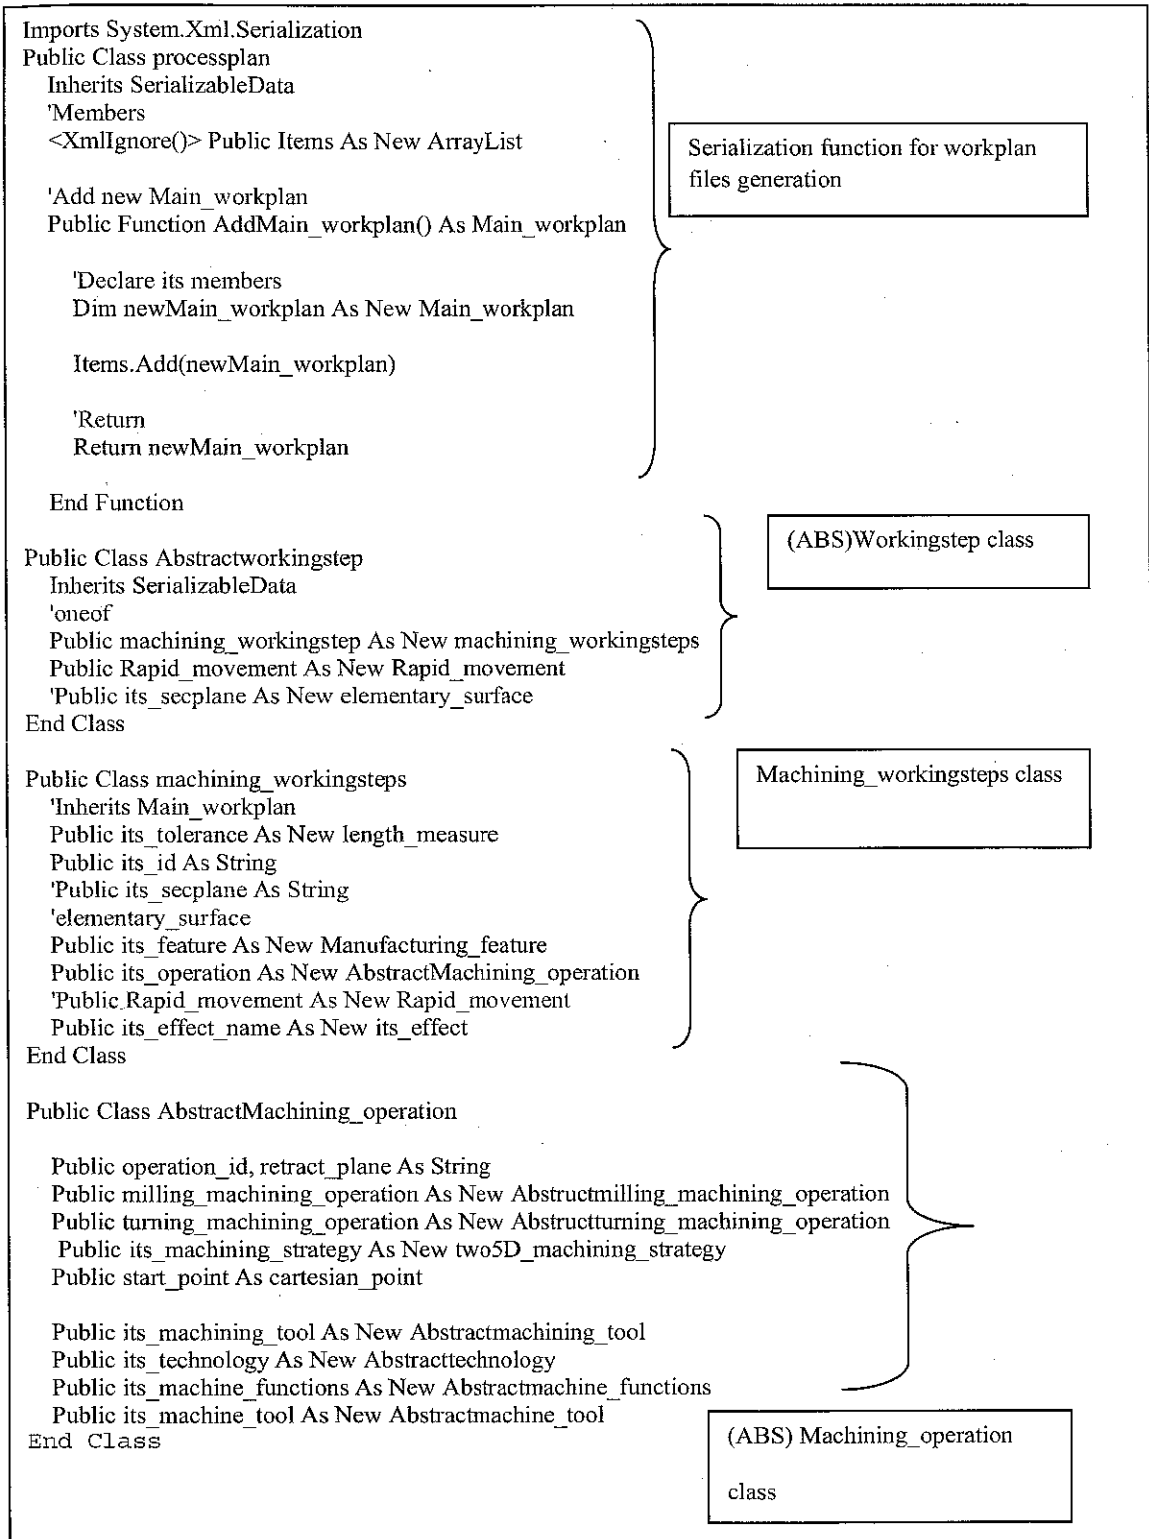 Imports System.Xml.Serialization
Public Class processplan
Inherits SerializableData
'Members
<XmlIgnore()> Public Items As New ArrayList
Serialization function for workplan
files generation
'Add new Main_workplan
Public Function AddMain_workplan() As Main_workplan
'Declare its members
Dim newMain_workplan As New Main_workplan
Items.Add(newMain_workplan)
'Return
Return newMain_workplan
End Function
(ABS)Workingstep class
Public Class Abstractworkingstep
Inherits SerializableData
'oneof
Public machining_workingstep As New machining_workingsteps
Public Rapid_movement As New Rapid_movement
'Public its_secplane As New elementary_surface
End Class
Machining_workingsteps class
Public Class machining_workingsteps
'Inherits Main_workplan
Public its_tolerance As New length_measure
Public its_id As String
'Public its_secplane As String
'elementary_surface
Public its_feature As New Manufacturing_feature
Public its_operation As New AbstractMachining_operation
'Public Rapid_movement As New Rapid_movement
Public its_effect_name As New its_effect
End Class
Public Class AbstractMachining_operation
Public operation_id, retract_plane As String
Public milling_machining_operation As New Abstructmilling_machining_operation
Public turning_machining_operation As New Abstructturning_machining_operation
Public its_machining_strategy As New two5D_machining_strategy
Public start_point As cartesian_point
Public its_machining_tool As New Abstractmachining_tool
Public its_technology As New Abstracttechnology
Public its_machine_functions As New Abstractmachine_functions
Public its_machine_tool As New Abstractmachine_tool
End Class
(ABS) Machining_operation
class